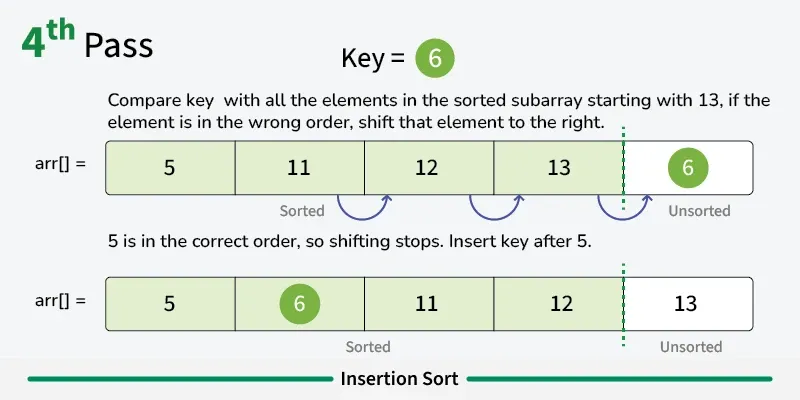 4th Pass
Key = 6
Compare key with all the elements in the sorted subarray starting with 13, if the
element is in the wrong order, shift that element to the right.
arr[] = 5 11 12 13 6
Sorted Unsorted
5 is in the correct order, so shifting stops. Insert key after 5.
arr[] = 5 6 11 12 13
Sorted Unsorted
Insertion Sort